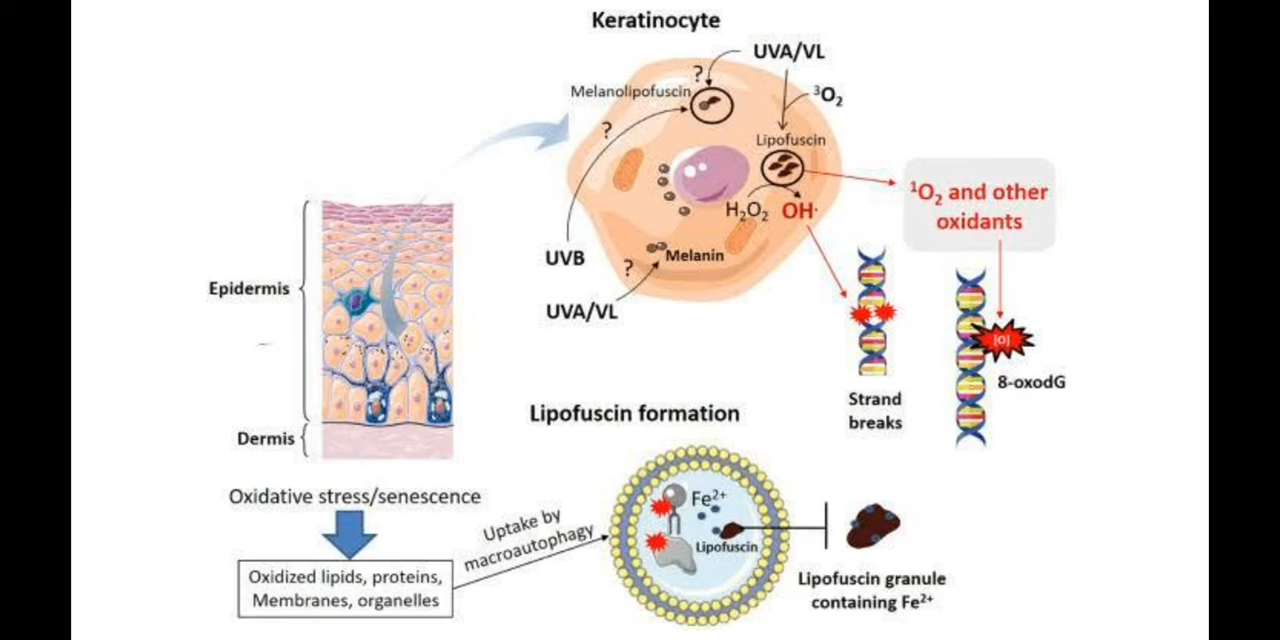 Keratinocyte
UVA/VL
?
Melanolipofuscin
³O₂
?
Lipofuscin
H₂O₂ OH·
¹O₂ and other
oxidants
UVB
Melanin
?
UVA/VL
Epidermis
[O]
8-oxodG
Strand
breaks
Dermis
Lipofuscin formation
Oxidative stress/senescence
Uptake by
macroautophagy
Fe²⁺
Lipofuscin
Oxidized lipids, proteins,
Membranes, organelles
Lipofuscin granule
containing Fe²⁺